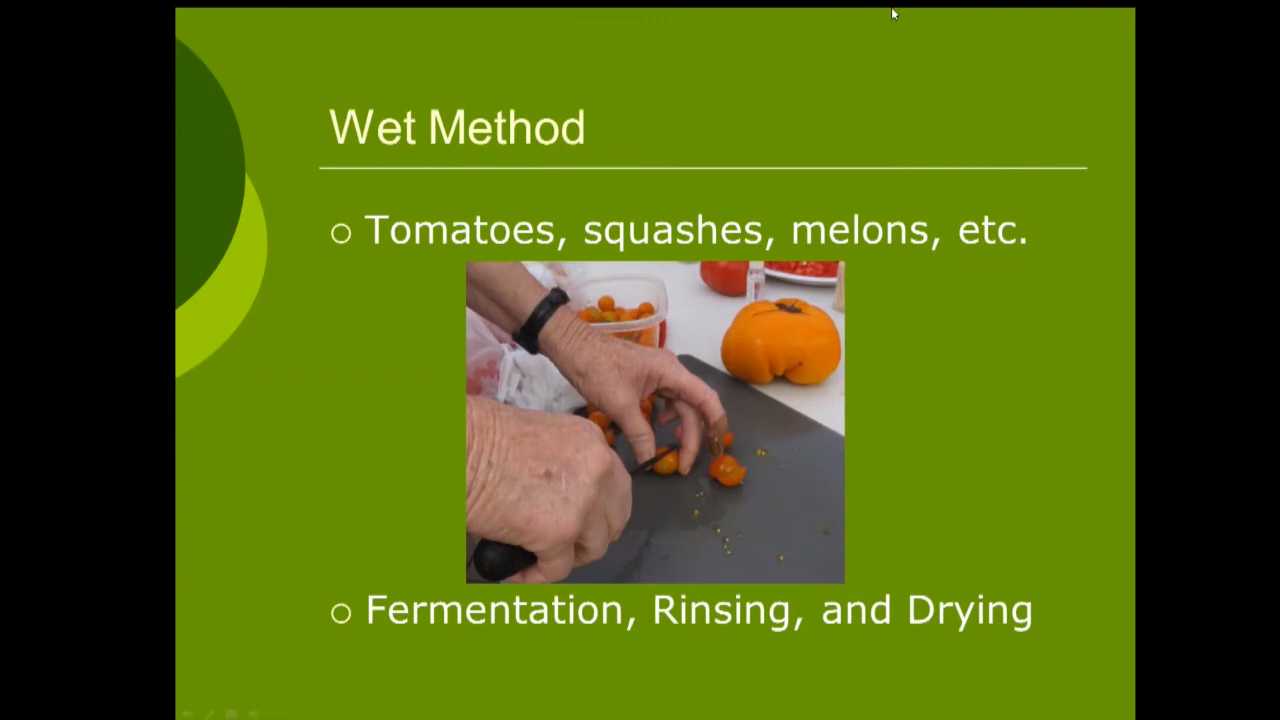 Wet Method
Tomatoes, squashes, melons, etc.
Fermentation, Rinsing, and Drying